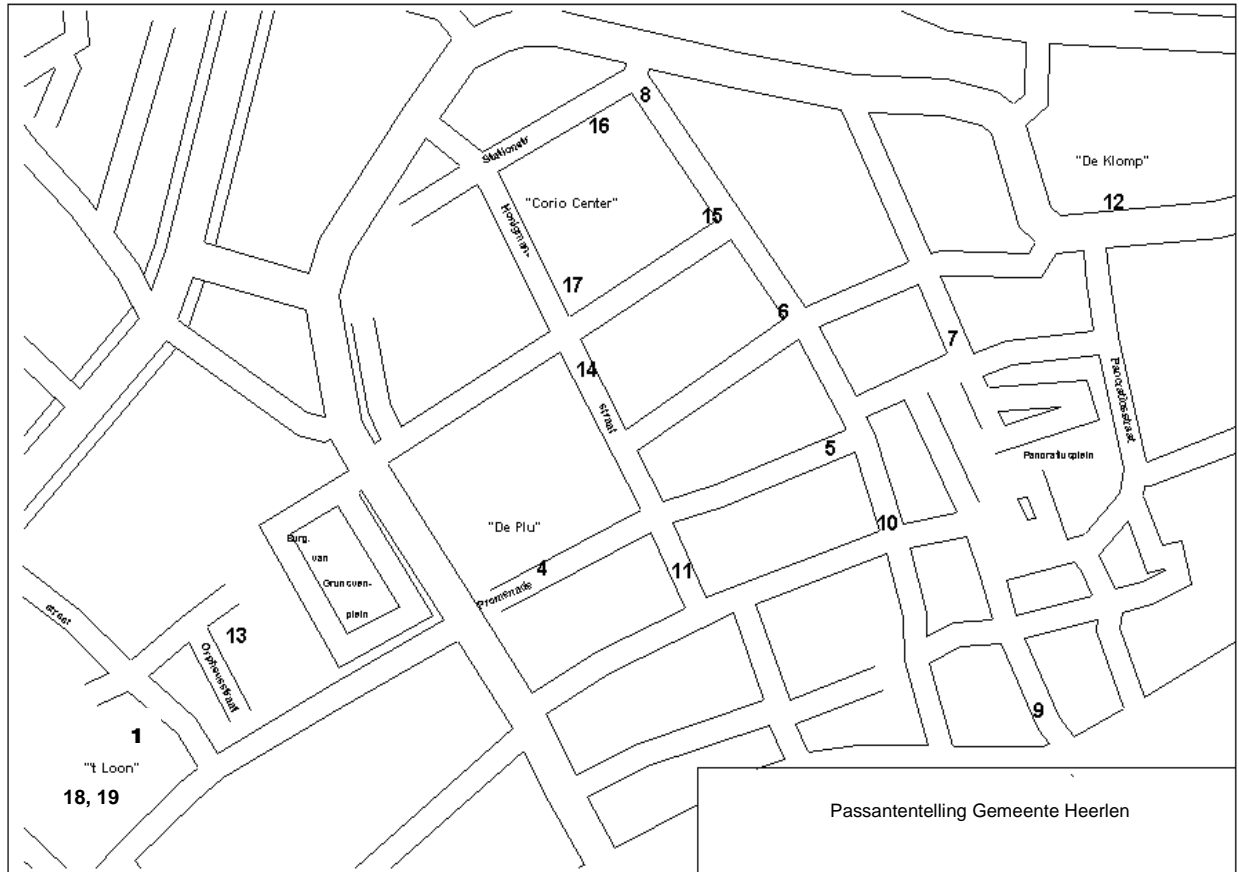 8
16
Stationstr
"De Klomp"
12
"Corio Center"
15
Honigman-
17
6
7
14
straat
Pancratiusstraat
5
Pancratiusplein
"De Plu"
10
Burg.
van
Grunsven-
plein
4
11
Promenade
straat
13
Orpheusstraat
9
1
"'t Loon"
18, 19
Passantentelling Gemeente Heerlen